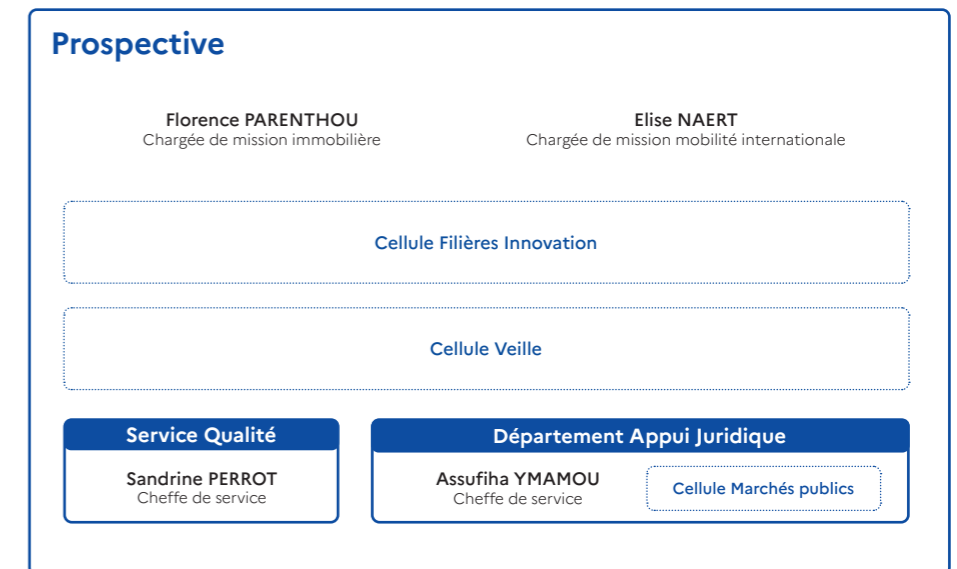 Prospective
Florence PARENTHOU
Chargée de mission immobilière
Elise NAERT
Chargée de mission mobilité internationale
Cellule Filières Innovation
Cellule Veille
Service Qualité
Sandrine PERROT
Cheffe de service
Département Appui Juridique
Assufiha YMAMOU
Cheffe de service
Cellule Marchés publics